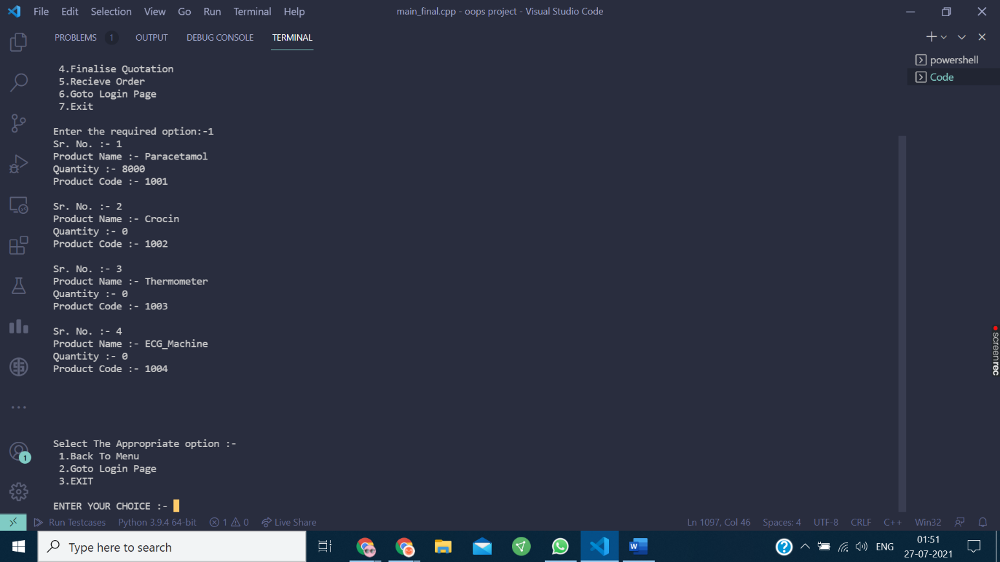 File Edit Selection View Go Run Terminal Help main_final.cpp - oops project - Visual Studio Code
PROBLEMS 1 OUTPUT DEBUG CONSOLE TERMINAL
powershell
Code
4.Finalise Quotation
5.Recieve Order
6.Goto Login Page
7.Exit
Enter the required option:-1
Sr. No. :- 1
Product Name :- Paracetamol
Quantity :- 8000
Product Code :- 1001
Sr. No. :- 2
Product Name :- Crocin
Quantity :- 0
Product Code :- 1002
Sr. No. :- 3
Product Name :- Thermometer
Quantity :- 0
Product Code :- 1003
Sr. No. :- 4
Product Name :- ECG_Machine
Quantity :- 0
Product Code :- 1004
screenrec
Select The Appropriate option :-
1.Back To Menu
2.Goto Login Page
3.EXIT
1
ENTER YOUR CHOICE :-
Run Testcases Python 3.9.4 64-bit 1 0 Live Share Ln 1097, Col 46 Spaces: 4 UTF-8 CRLF C++ Win32
Type here to search
W
ENG
01:51
27-07-2021